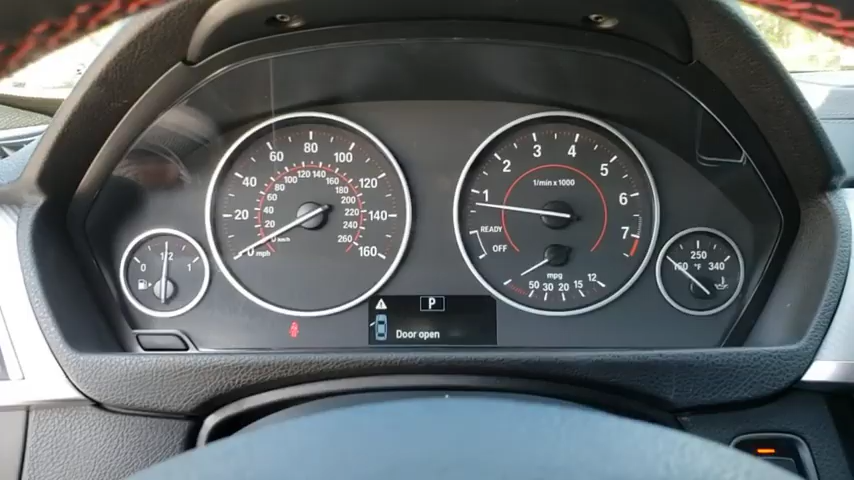 0 1/2 1
0 20 40 60 80 100 120 140 160
mph
20 40 60 80 100 120 140 160 180 200 220 240 260
km/h
1 2 3 4 5 6 7
1/min x 1000
READY
OFF
mpg
50 30 20 15 12
160 250 340
°F
P
Door open